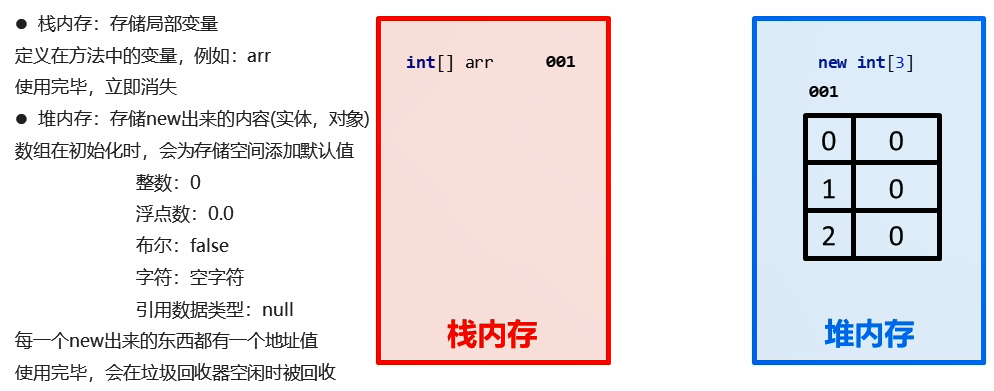 ● 栈内存：存储局部变量
定义在方法中的变量，例如：arr
使用完毕，立即消失
● 堆内存：存储new出来的内容(实体，对象)
数组在初始化时，会为存储空间添加默认值
整数：0
浮点数：0.0
布尔：false
字符：空字符
引用数据类型：null
每一个new出来的东西都有一个地址值
使用完毕，会在垃圾回收器空闲时被回收
int[] arr 001
栈内存
new int[3]
001
0 0
1 0
2 0
堆内存